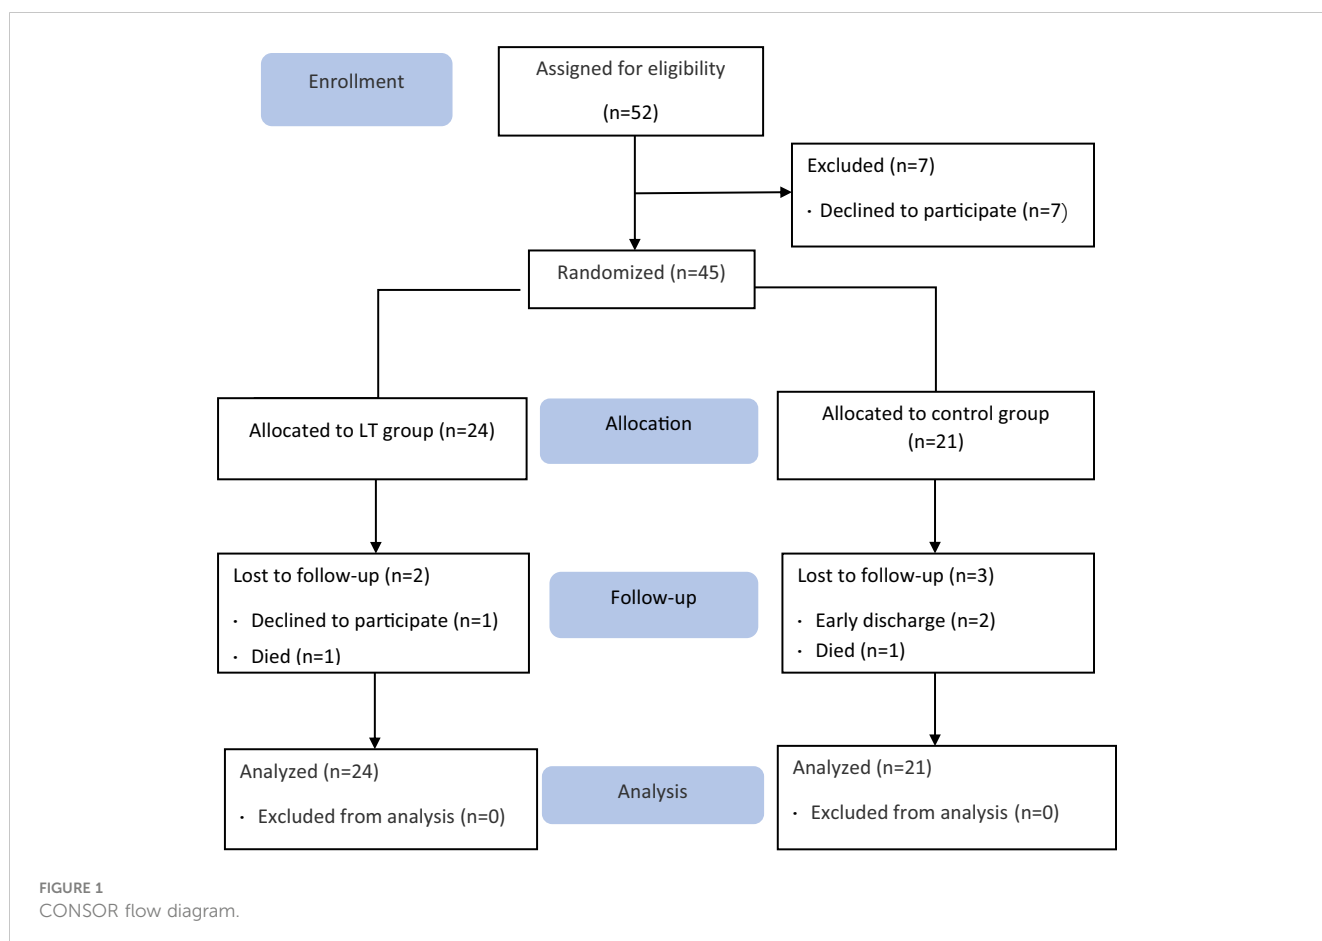 Enrollment
Assigned for eligibility
(n=52)
Excluded (n=7)
· Declined to participate (n=7)
Randomized (n=45)
Allocated to LT group (n=24)
Allocation
Allocated to control group
(n=21)
Lost to follow-up (n=2)
· Declined to participate (n=1)
· Died (n=1)
Follow-up
Lost to follow-up (n=3)
· Early discharge (n=2)
· Died (n=1)
Analyzed (n=24)
· Excluded from analysis (n=0)
Analysis
Analyzed (n=21)
· Excluded from analysis (n=0)
FIGURE 1
CONSOR flow diagram.